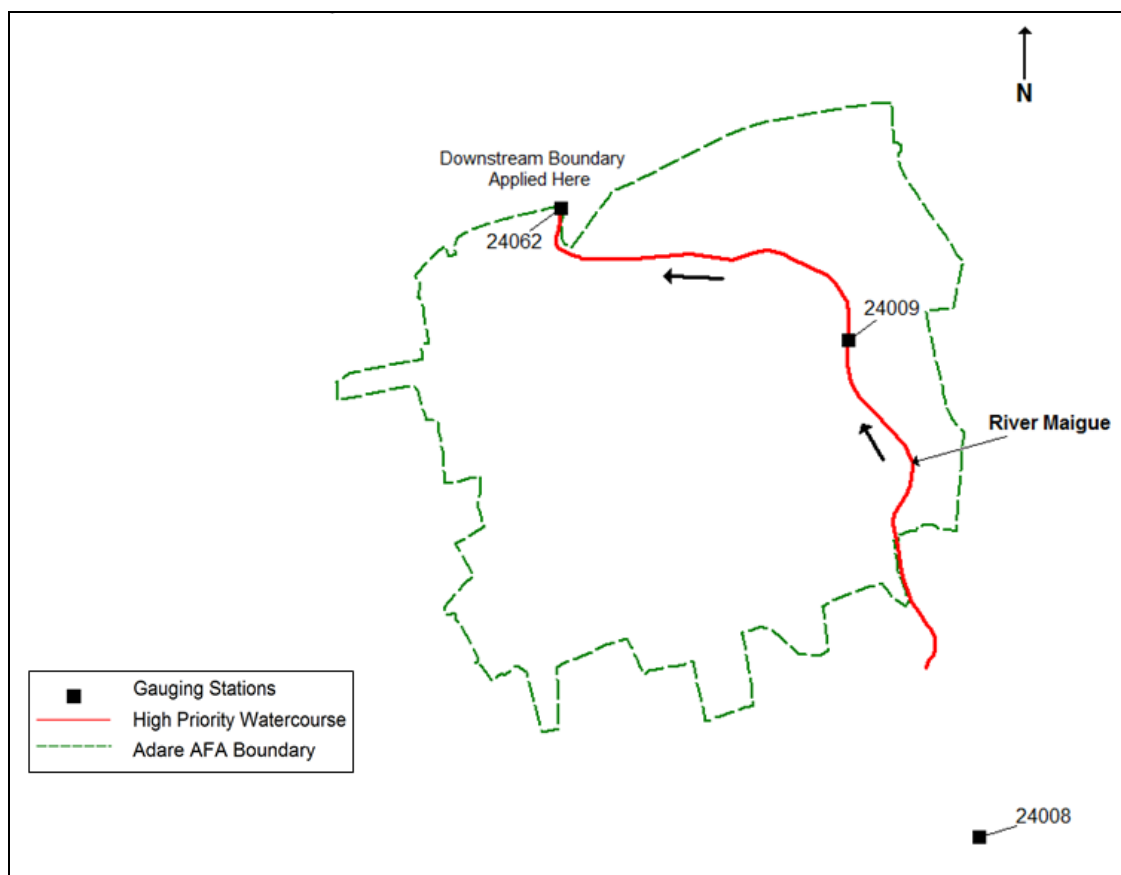 N
Downstream Boundary
Applied Here
24062
24009
River Maigue
Gauging Stations
High Priority Watercourse
Adare AFA Boundary
24008